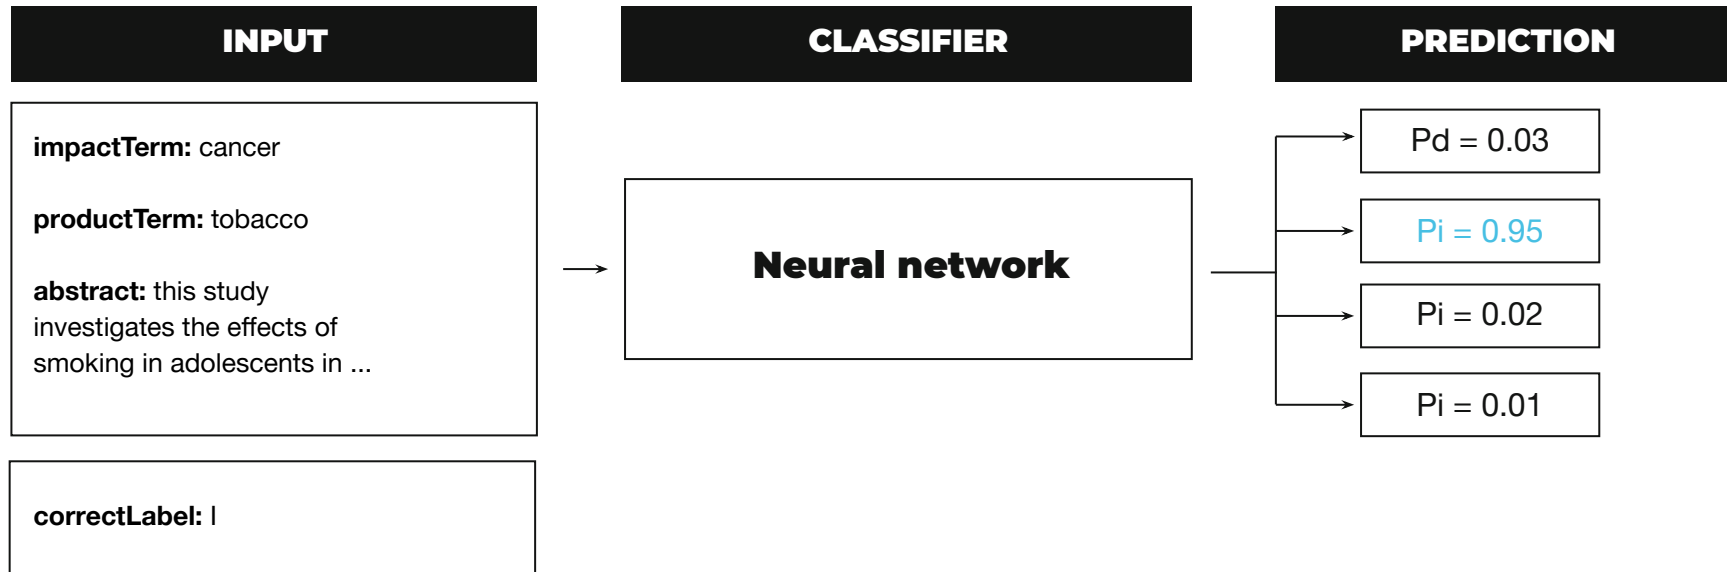 INPUT
CLASSIFIER
PREDICTION
impactTerm: cancer
productTerm: tobacco
abstract: this study
investigates the effects of
smoking in adolescents in ...
correctLabel: I
Neural network
Pd = 0.03
Pi = 0.95
Pi = 0.02
Pi = 0.01